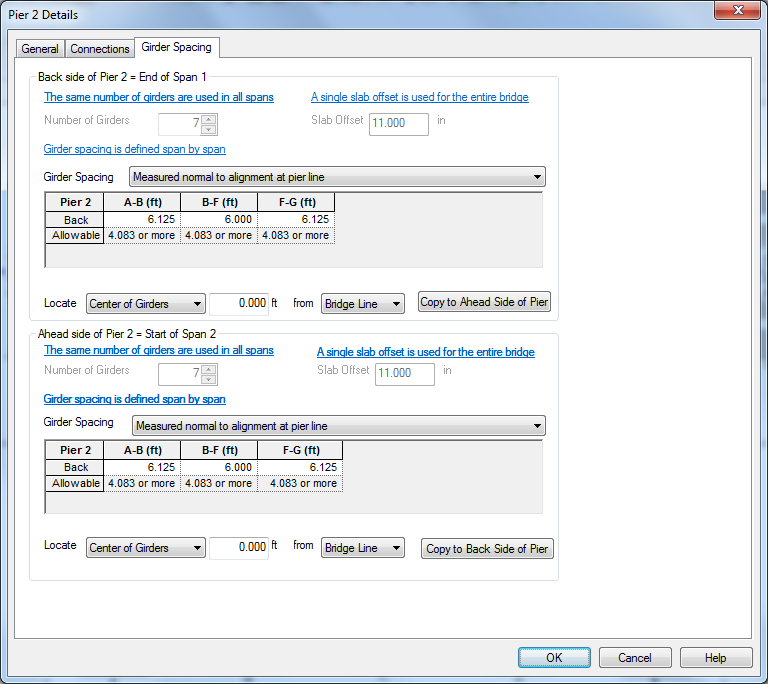 Pier 2 Details
General Connections Girder Spacing
Back side of Pier 2 = End of Span 1
The same number of girders are used in all spans A single slab offset is used for the entire bridge
Number of Girders 7 Slab Offset 11.000 in
Girder spacing is defined span by span
Girder Spacing Measured normal to alignment at pier line
Pier 2 A-B (ft) B-F (ft) F-G (ft)
Back 6.125 6.000 6.125
Allowable 4.083 or more 4.083 or more 4.083 or more
Locate Center of Girders 0.000 ft from Bridge Line Copy to Ahead Side of Pier
Ahead side of Pier 2 = Start of Span 2
The same number of girders are used in all spans A single slab offset is used for the entire bridge
Number of Girders 7 Slab Offset 11.000 in
Girder spacing is defined span by span
Girder Spacing Measured normal to alignment at pier line
Pier 2 A-B (ft) B-F (ft) F-G (ft)
Back 6.125 6.000 6.125
Allowable 4.083 or more 4.083 or more 4.083 or more
Locate Center of Girders 0.000 ft from Bridge Line Copy to Back Side of Pier
OK Cancel Help